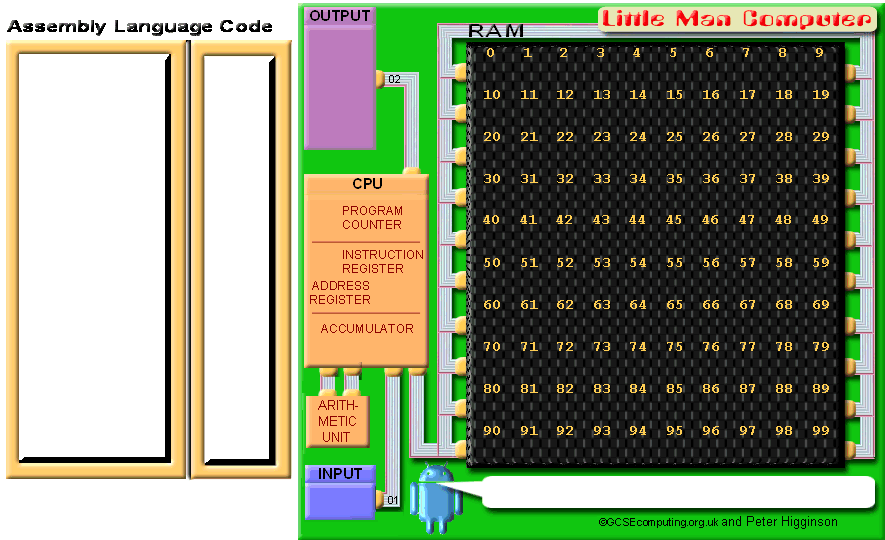 Assembly Language Code
OUTPUT
RAM
Little Man Computer
0 1 2 3 4 5 6 7 8 9
02
10 11 12 13 14 15 16 17 18 19
20 21 22 23 24 25 26 27 28 29
CPU
30 31 32 33 34 35 36 37 38 39
PROGRAM
COUNTER
40 41 42 43 44 45 46 47 48 49
INSTRUCTION
REGISTER
50 51 52 53 54 55 56 57 58 59
ADDRESS
REGISTER
60 61 62 63 64 65 66 67 68 69
ACCUMULATOR
70 71 72 73 74 75 76 77 78 79
80 81 82 83 84 85 86 87 88 89
ARITH-
METIC
UNIT
90 91 92 93 94 95 96 97 98 99
INPUT
01
©GCSEcomputing.org.uk and Peter Higginson